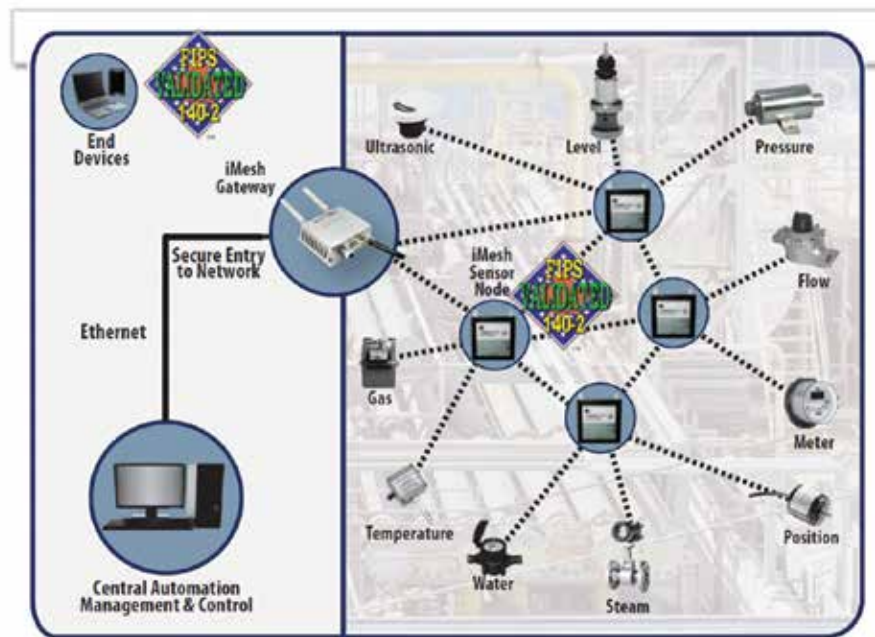 FIPS
VALIDATED
140-2
End
Devices
iMesh
Gateway
Secure Entry
to Network
Ethernet
Central Automation
Management & Control
Ultrasonic
Level
Pressure
iMesh
Sensor
Node
FIPS
VALIDATED
140-2
Flow
Gas
Meter
Temperature
Water
Steam
Position